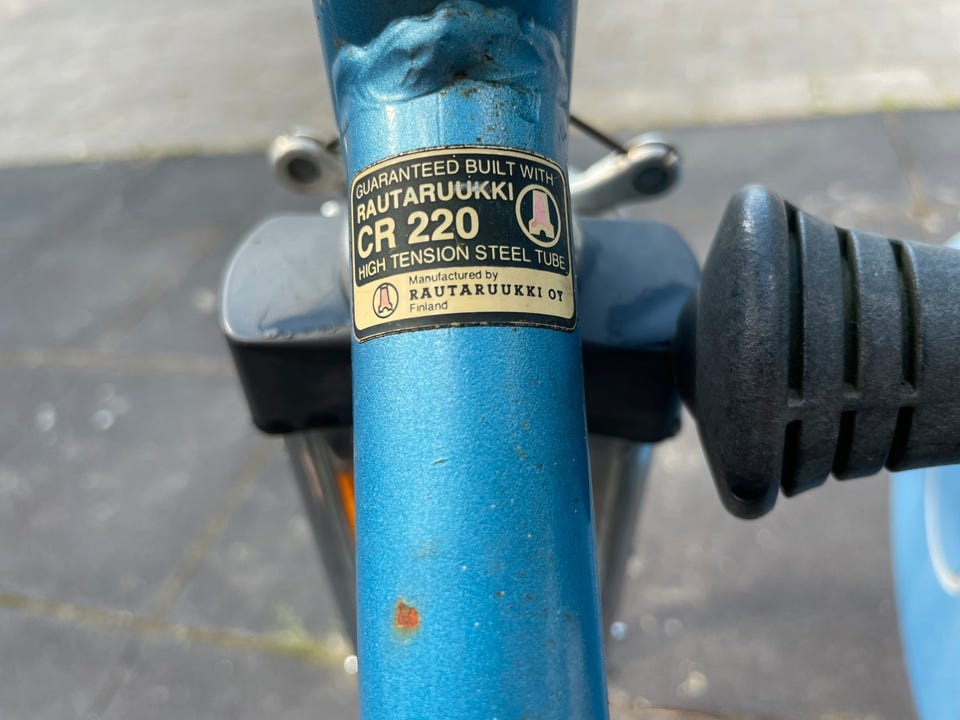 GUARANTEED BUILT WITH
RAUTARUUKKI
CR 220
HIGH TENSION STEEL TUBE
Manufactured by
RAUTARUUKKI OY
Finland